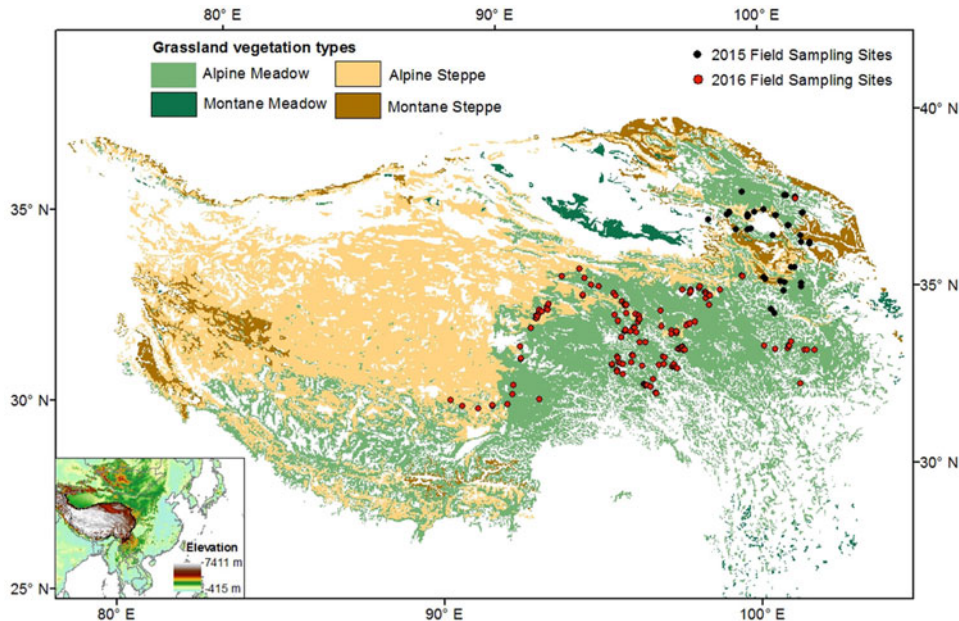 80° E
90° E
100° E
Grassland vegetation types
Alpine Meadow
Alpine Steppe
Montane Meadow
Montane Steppe
2015 Field Sampling Sites
2016 Field Sampling Sites
40° N
35° N
35° N
30° N
30° N
25° N
Elevation
-7411 m
-415 m
80° E
90° E
100° E